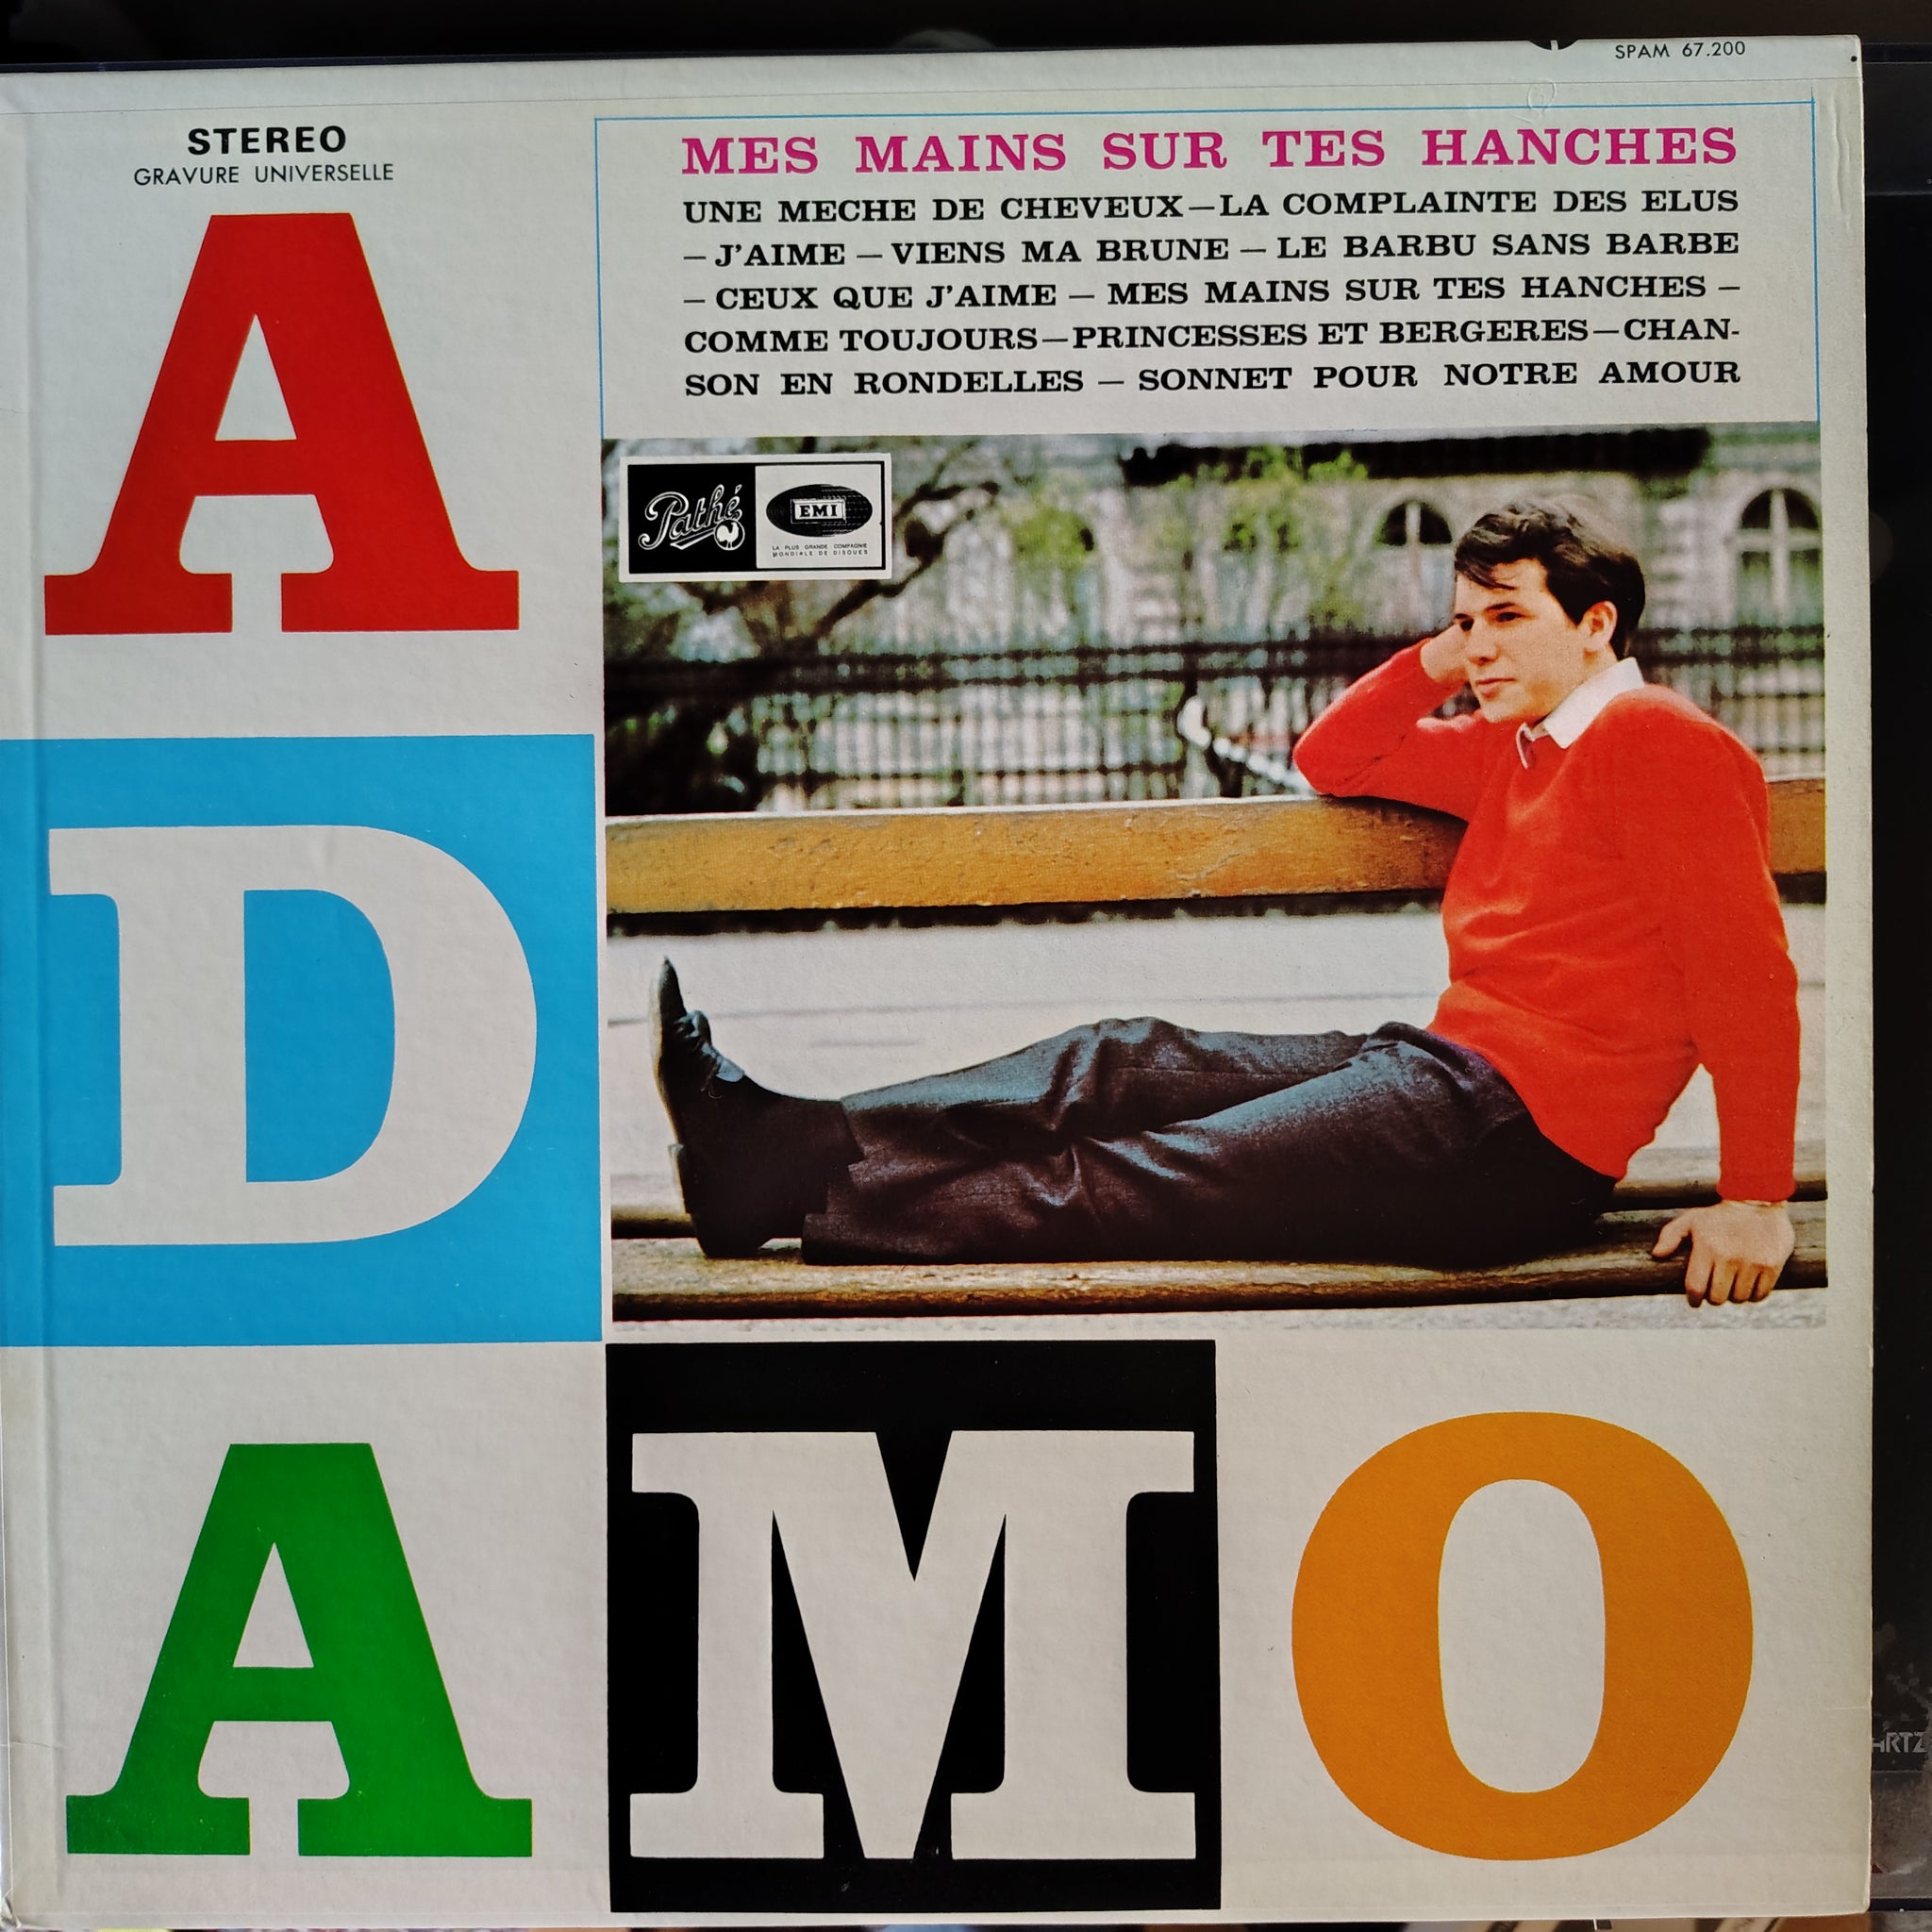 SPAM 67.200
STEREO
GRAVURE UNIVERSELLE
MES MAINS SUR TES HANCHES
UNE MECHE DE CHEVEUX—LA COMPLAINTE DES ELUS
— J'AIME — VIENS MA BRUNE — LE BARBU SANS BARBE
— CEUX QUE J'AIME — MES MAINS SUR TES HANCHES —
COMME TOUJOURS—PRINCESSES ET BERGERES—CHAN-
SON EN RONDELLES — SONNET POUR NOTRE AMOUR
Pathé
EMI
LA PLUS GRANDE COMPAGNIE
MONDIALE DE DISQUES
A
D
AMO